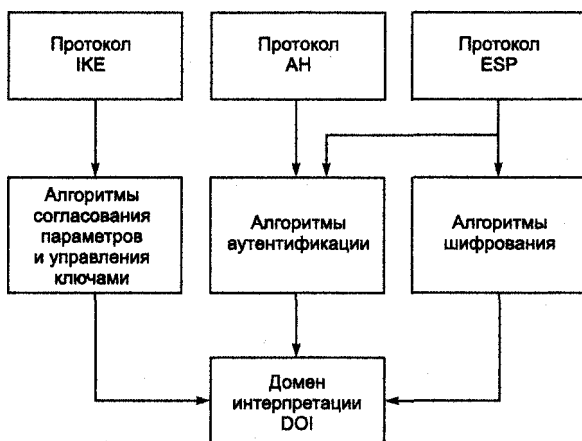 Протокол
IKE
Протокол
AH
Протокол
ESP
Алгоритмы
согласования
параметров
и управления
ключами
Алгоритмы
аутентификации
Алгоритмы
шифрования
Домен
интерпретации
DOI